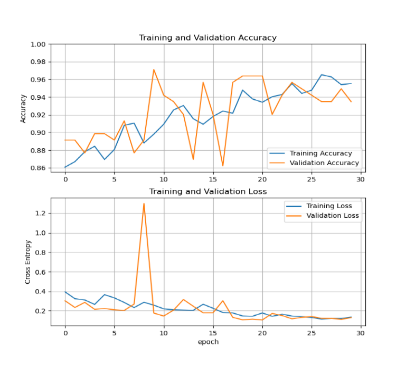 Training and Validation Accuracy
1.00
0.98
0.96
0.94
0.92
0.90
0.88
0.86
Accuracy
Training Accuracy
Validation Accuracy
0 5 10 15 20 25 30
Training and Validation Loss
1.2
1.0
0.8
0.6
0.4
0.2
Cross Entropy
Training Loss
Validation Loss
0 5 10 15 20 25 30
epoch